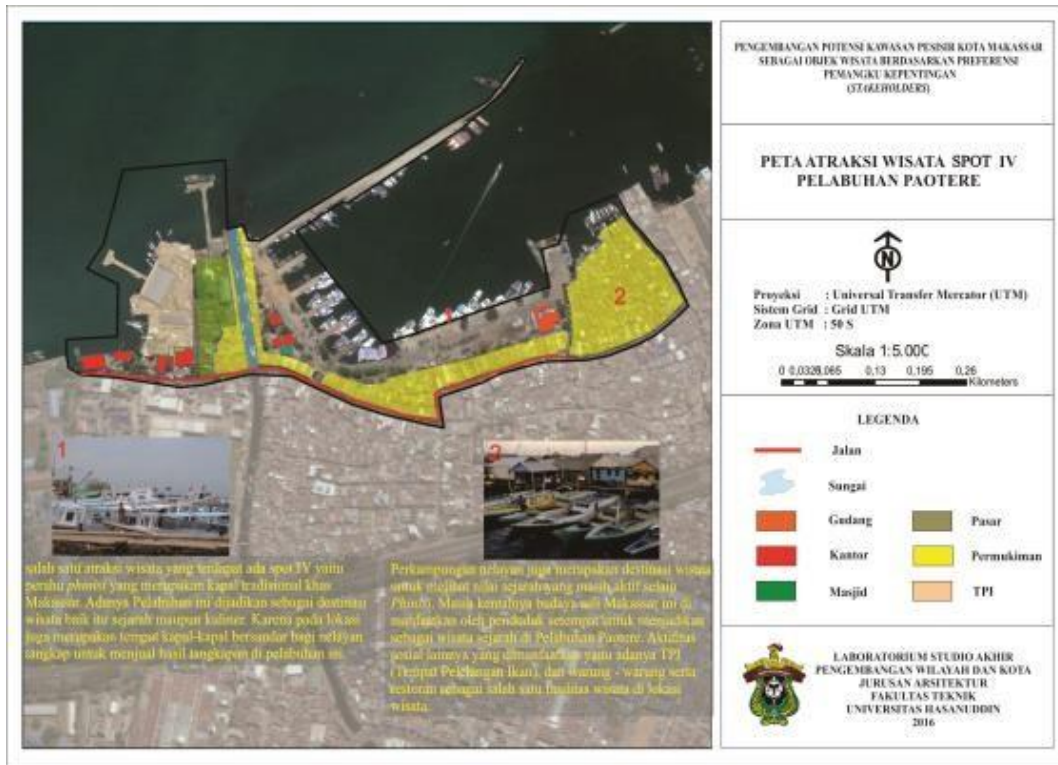 1
2
1
salah satu atraksi wisata yang terdapat ada spot IV yaitu
perahu phinisi yang merupakan kapal tradisional khas
Makassar. Adanya Pelabuhan ini dijadikan sebagai destinasi
wisata baik itu sejarah maupun kuliner. Karena pada lokasi
juga merupakan tempat kapal-kapal bersandar bagi nelayan
tangkap untuk menjual hasil tangkapan di pelabuhan ini.
2
Perkampungan nelayan juga merupakan destinasi wisata
untuk melihat nilai sejarah yang masih aktif selain
Phinisi. Masih kentalnya budaya asli Makassar ini di
manfaatkan oleh penduduk setempat untuk menjadikan
sebagai wisata sejarah di Pelabuhan Paotere. Aktifitas
sosial lainnya yang dimanfaatkan yaitu adanya TPI
(Tempat Pelelangan Ikan), dan warung - warung serta
restoran sebagai salah satu fasilitas wisata di lokasi
wisata.
PENGEMBANGAN POTENSI KAWASAN PESISIR KOTA MAKASSAR
SEBAGAI OBJEK WISATA BERDASARKAN PREFERENSI
PEMANGKU KEPENTINGAN
(STAKEHOLDERS)
PETA ATRAKSI WISATA SPOT IV
PELABUHAN PAOTERE
N
Proyeksi : Universal Transfer Mercator (UTM)
Sistem Grid : Grid UTM
Zona UTM : 50 S
Skala 1:5.000
0 0,0325 0,065 0,13 0,195 0,26
Kilometers
LEGENDA
Jalan
Sungai
Gudang Pasar
Kantor Permukiman
Masjid TPI
LABORATORIUM STUDIO AKHIR
PENGEMBANGAN WILAYAH DAN KOTA
JURUSAN ARSITEKTUR
FAKULTAS TEKNIK
UNIVERSITAS HASANUDDIN
2016